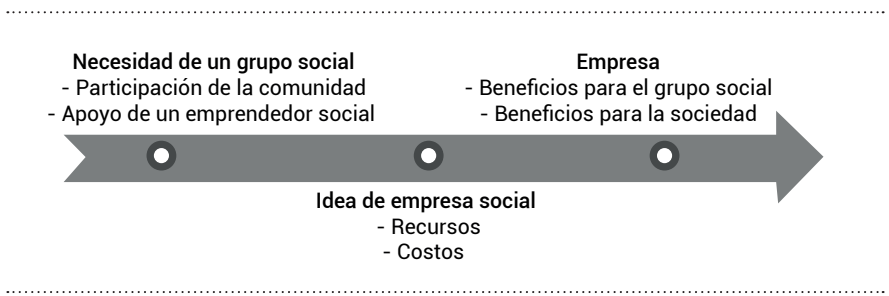 Necesidad de un grupo social
- Participación de la comunidad
- Apoyo de un emprendedor social
Empresa
- Beneficios para el grupo social
- Beneficios para la sociedad
Idea de empresa social
- Recursos
- Costos